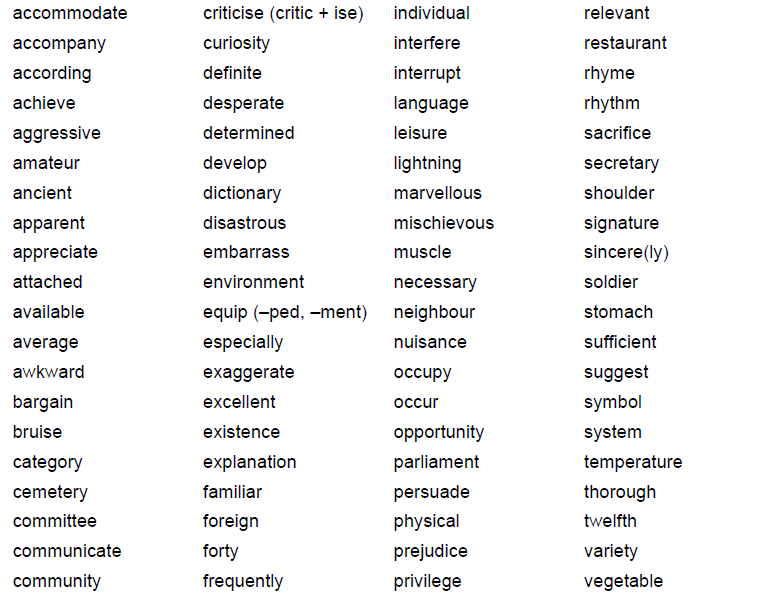 accommodate criticise (critic + ise) individual relevant
accompany curiosity interfere restaurant
according definite interrupt rhyme
achieve desperate language rhythm
aggressive determined leisure sacrifice
amateur develop lightning secretary
ancient dictionary marvellous shoulder
apparent disastrous mischievous signature
appreciate embarrass muscle sincere(ly)
attached environment necessary soldier
available equip (–ped, –ment) neighbour stomach
average especially nuisance sufficient
awkward exaggerate occupy suggest
bargain excellent occur symbol
bruise existence opportunity system
category explanation parliament temperature
cemetery familiar persuade thorough
committee foreign physical twelfth
communicate forty prejudice variety
community frequently privilege vegetable